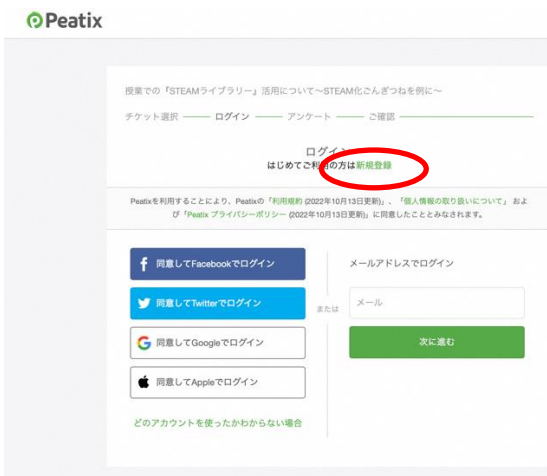 Peatix
授業での『STEAMライブラリー』活用について〜STEAM化ごんぎつねを例に〜
チケット選択 ログイン アンケート ご確認
ログイン
はじめてご利用の方は新規登録
Peatixを利用することにより、Peatixの「利用規約 (2022年10月13日更新)」、「個人情報の取り扱いについて」 およ
び「Peatix プライバシーポリシー (2022年10月13日更新)」に同意したこととみなされます。
同意してFacebookでログイン
同意してTwitterでログイン
同意してGoogleでログイン
同意してAppleでログイン
どのアカウントを使ったかわからない場合
または
メールアドレスでログイン
メール
次に進む